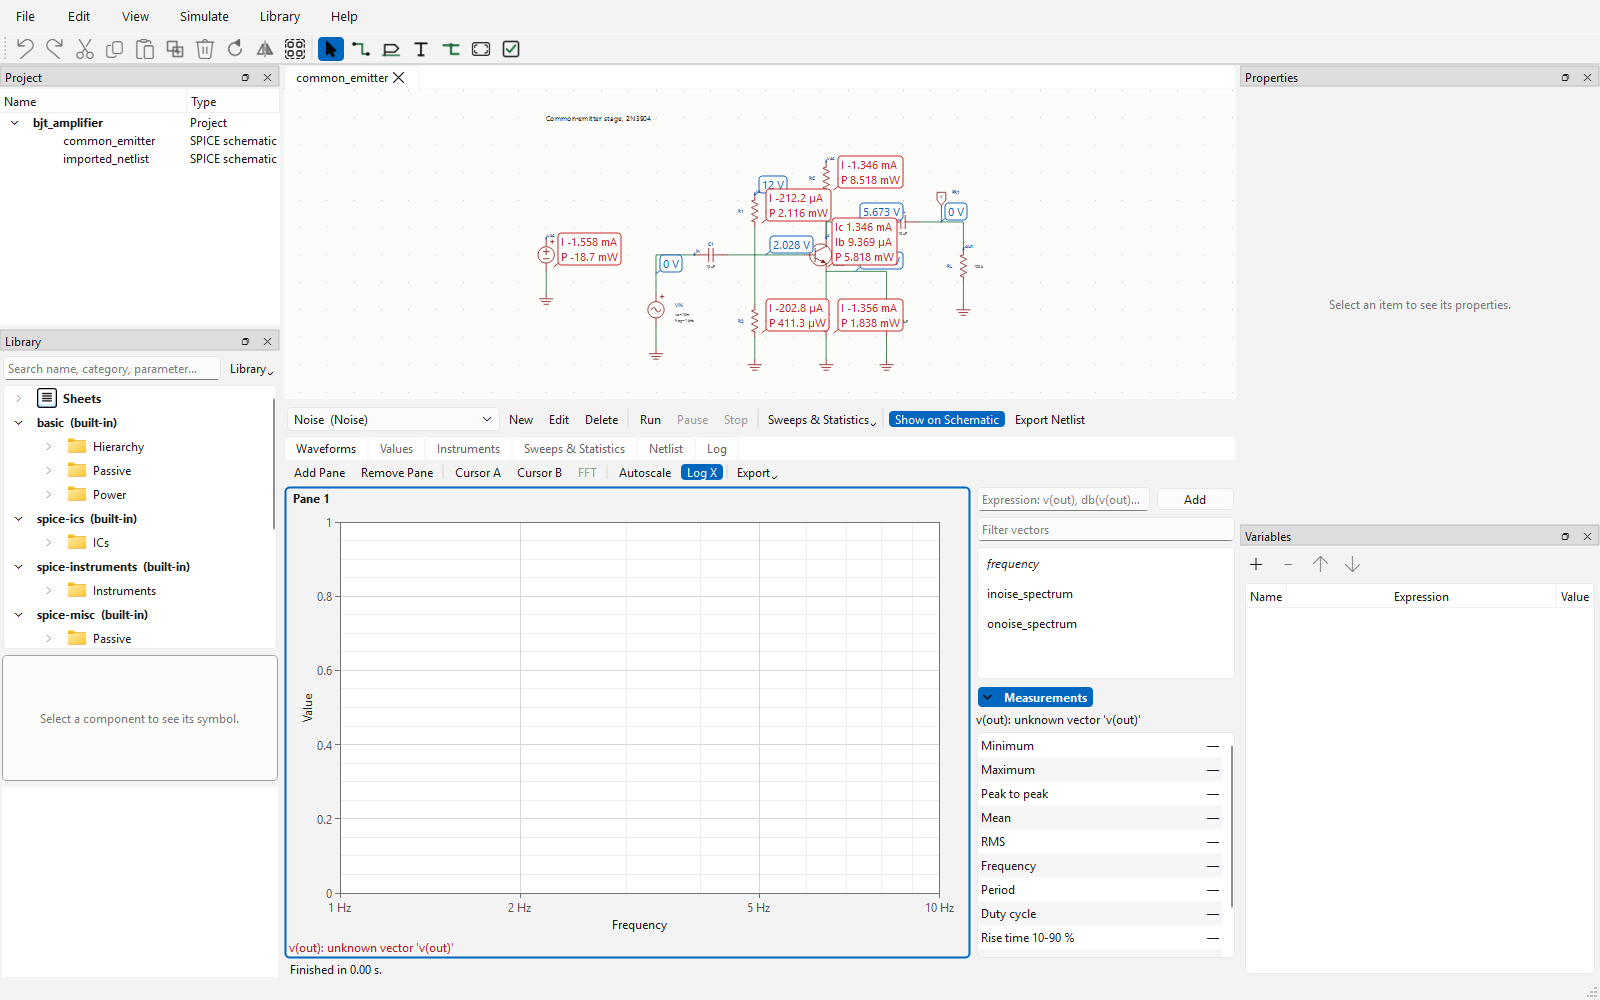 File Edit View Simulate Library Help
Project
Name Type
bjt_amplifier Project
common_emitter SPICE schematic
imported_netlist SPICE schematic
Library
Search name, category, parameter... Library
Sheets
basic (built-in)
Hierarchy
Passive
Power
spice-ics (built-in)
ICs
spice-instruments (built-in)
Instruments
spice-misc (built-in)
Passive
Select a component to see its symbol.
common_emitter
Common-emitter stage, 2N3904
I -1.346 mA
P 8.518 mW
12 V
I -212.2 µA
P 2.116 mW
R1
5.673 V
0 V
Ic 1.346 mA
Ib 9.369 µA
P 5.818 mW
2.028 V
I -1.558 mA
P -18.7 mW
0 V
C1
I -202.8 µA
P 411.3 µW
R2
I -1.356 mA
P 1.838 mW
Noise (Noise) New Edit Delete Run Pause Stop Sweeps & Statistics Show on Schematic Export Netlist
Waveforms Values Instruments Sweeps & Statistics Netlist Log
Add Pane Remove Pane Cursor A Cursor B FFT Autoscale Log X Export
Pane 1
1
0.8
0.6
0.4
0.2
0
Value
1 Hz 2 Hz 5 Hz 10 Hz
Frequency
v(out): unknown vector 'v(out)'
Finished in 0.00 s.
Expression: v(out), db(v(out)... Add
Filter vectors
frequency
inoise_spectrum
onoise_spectrum
Measurements
v(out): unknown vector 'v(out)'
Minimum —
Maximum —
Peak to peak —
Mean —
RMS —
Frequency —
Period —
Duty cycle —
Rise time 10-90 % —
Properties
Select an item to see its properties.
Variables
Name Expression Value